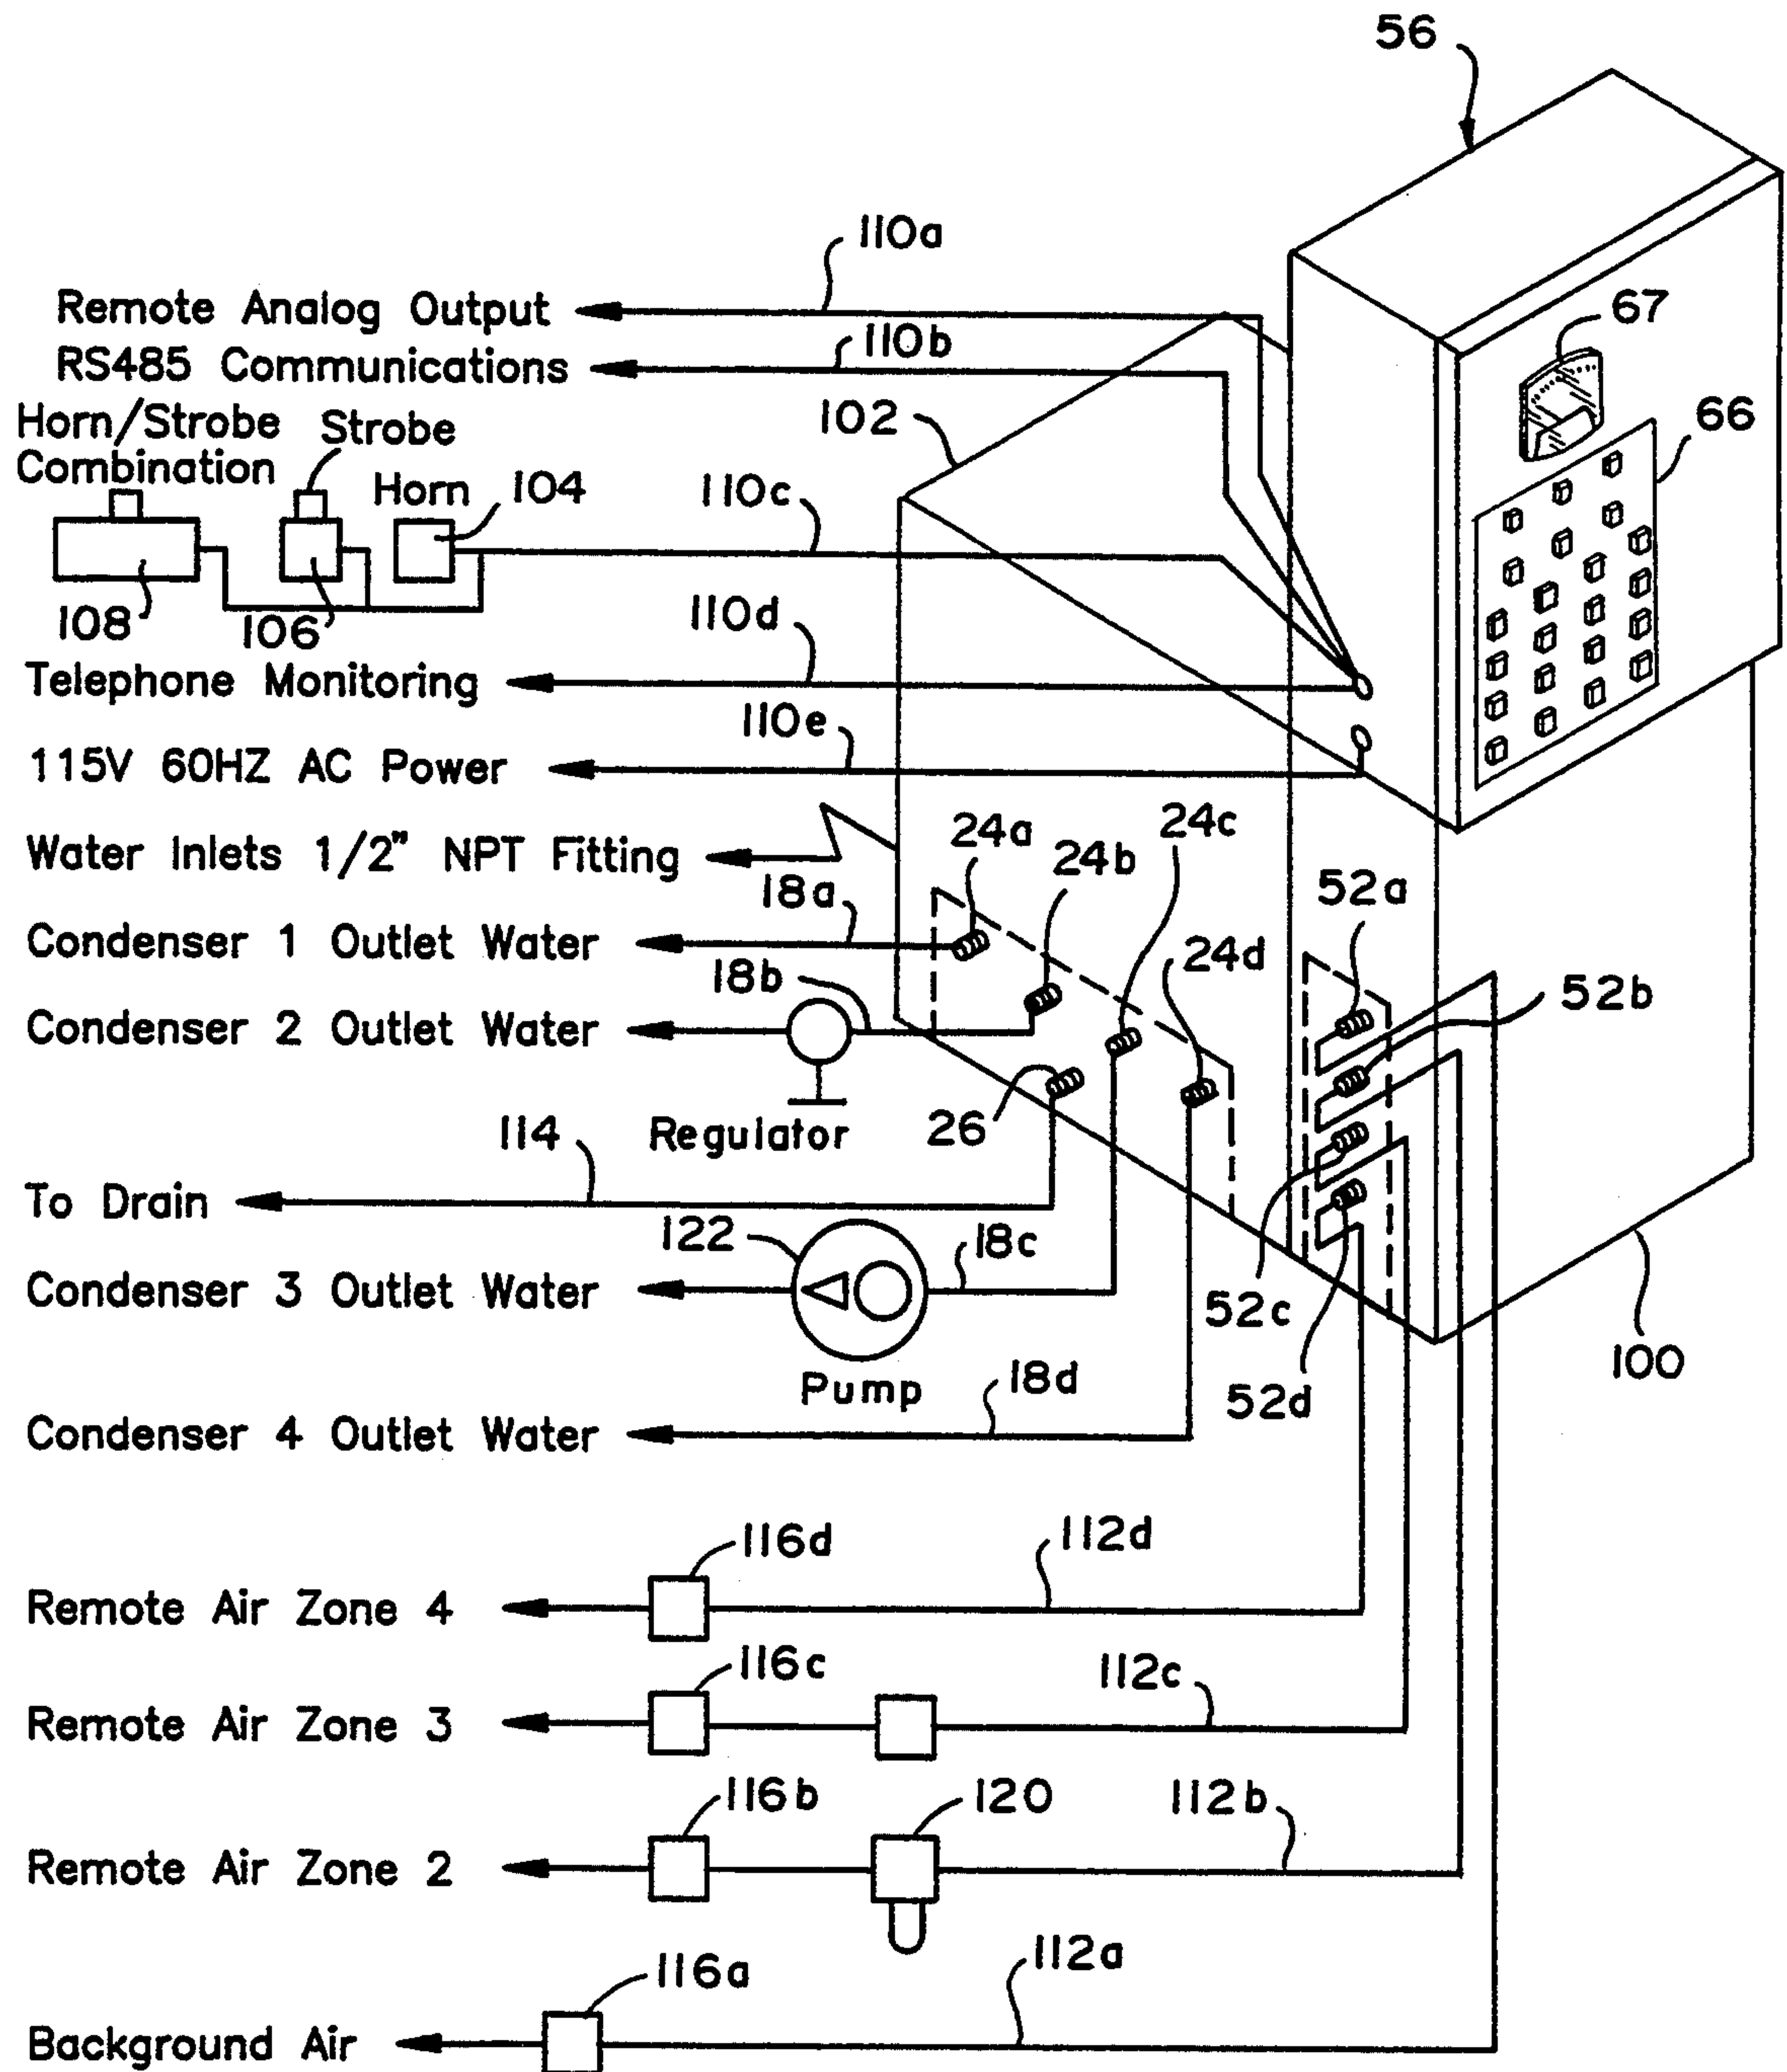 56
110a
Remote Analog Output
67
110b
RS485 Communications
102
66
Horn/Strobe Combination
Strobe
Horn
104
110c
108
106
110d
Telephone Monitoring
110e
115V 60HZ AC Power
24c
24a
Water Inlets 1/2" NPT Fitting
24b
52a
18a
Condenser 1 Outlet Water
24d
18b
52b
Condenser 2 Outlet Water
26
Regulator
114
To Drain
122
18c
Condenser 3 Outlet Water
52c
100
Pump
18d
52d
Condenser 4 Outlet Water
116d
112d
Remote Air Zone 4
116c
112c
Remote Air Zone 3
116b
120
112b
Remote Air Zone 2
116a
112a
Background Air